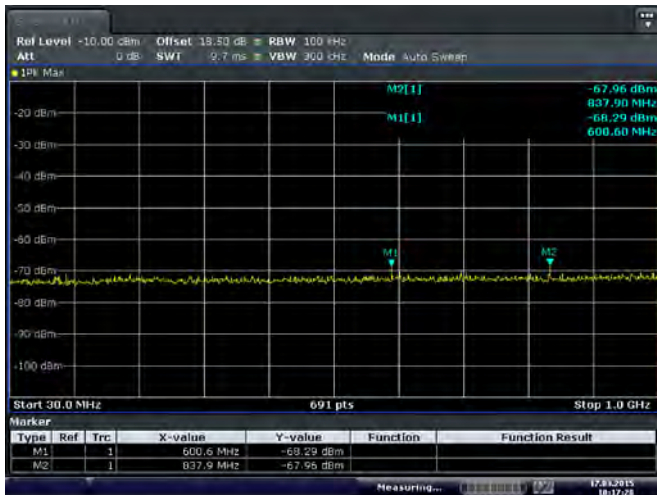 Spectrum
Ref Level -10.00 dBm Offset 18.50 dB RBW 100 kHz
Att 0 dB SWT 9.7 ms VBW 300 kHz Mode Auto Sweep
1Pk Max
M2[1] -67.96 dBm
837.90 MHz
M1[1] -68.29 dBm
600.60 MHz
-20 dBm
-30 dBm
-40 dBm
-50 dBm
-60 dBm
M1 M2
-70 dBm
-80 dBm
-90 dBm
-100 dBm
Start 30.0 MHz 691 pts Stop 1.0 GHz
Marker
Type Ref Trc X-value Y-value Function Function Result
M1 1 600.6 MHz -68.29 dBm
M2 1 837.9 MHz -67.96 dBm
Measuring... 17.03.2015
10:17:28